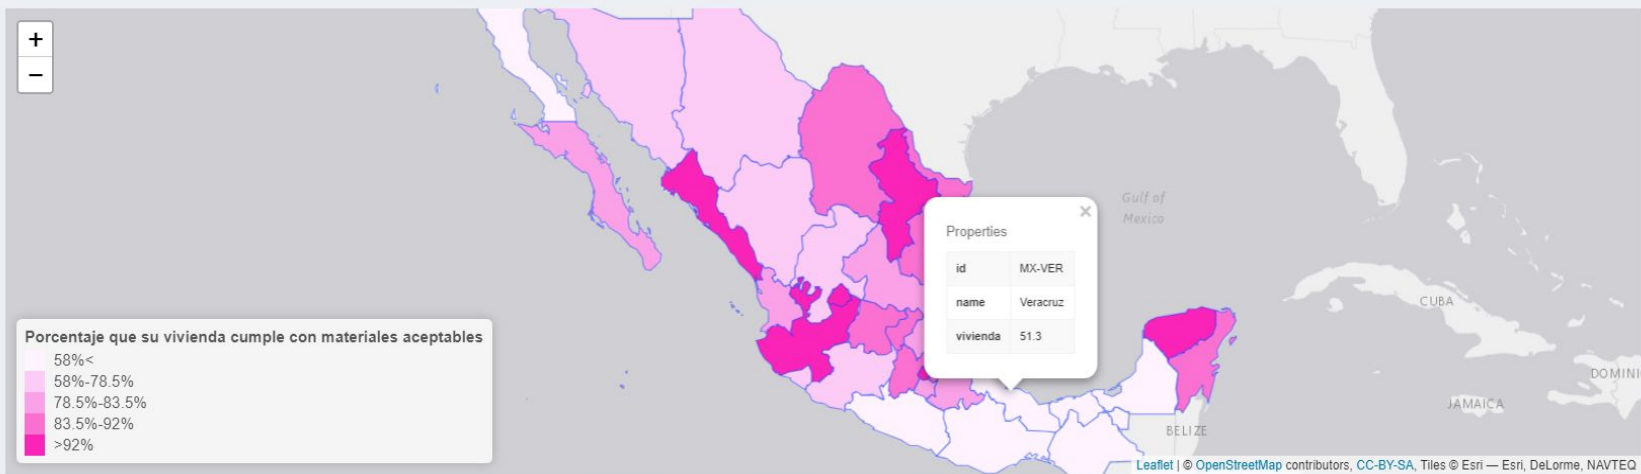 +
−
Gulf of
Mexico
×
Properties
id MX-VER
name Veracruz
vivienda 51.3
CUBA
Porcentaje que su vivienda cumple con materiales aceptables
58%<
58%-78.5%
78.5%-83.5%
83.5%-92%
>92%
DOMINI
JAMAICA
BELIZE
Leaflet | © OpenStreetMap contributors, CC-BY-SA, Tiles © Esri — Esri, DeLorme, NAVTEQ